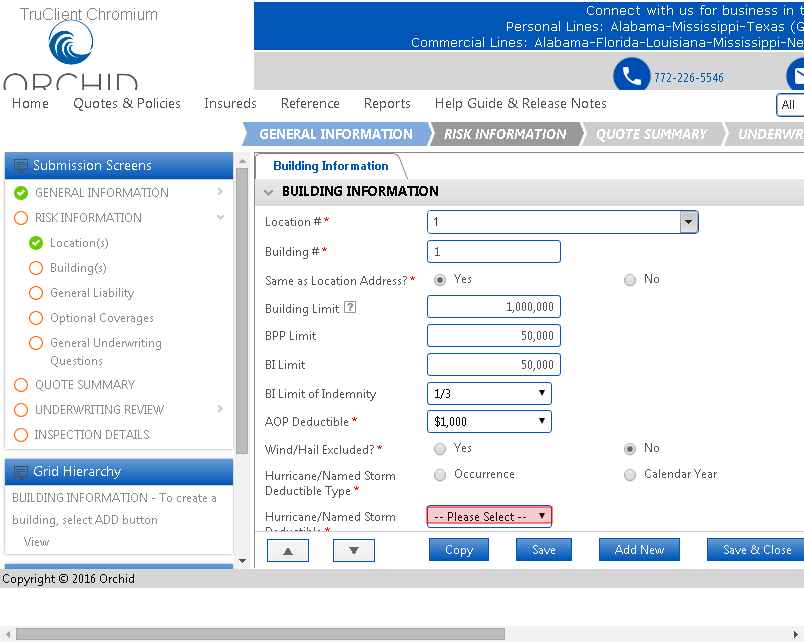 TruClient Chromium
ORCHID
Connect with us for business in t
Personal Lines: Alabama-Mississippi-Texas (G
Commercial Lines: Alabama-Florida-Louisiana-Mississippi-Ne
772-226-5546
Home Quotes & Policies Insureds Reference Reports Help Guide & Release Notes
All
GENERAL INFORMATION RISK INFORMATION QUOTE SUMMARY UNDERWRI
Submission Screens
GENERAL INFORMATION
RISK INFORMATION
Location(s)
Building(s)
General Liability
Optional Coverages
General Underwriting
Questions
QUOTE SUMMARY
UNDERWRITING REVIEW
INSPECTION DETAILS
Grid Hierarchy
BUILDING INFORMATION - To create a
building, select ADD button
View
Building Information
BUILDING INFORMATION
Location #* 1
Building #* 1
Same as Location Address?* Yes No
Building Limit ? 1,000,000
BPP Limit 50,000
BI Limit 50,000
BI Limit of Indemnity 1/3
AOP Deductible * $1,000
Wind/Hail Excluded?* Yes No
Hurricane/Named Storm
Deductible Type * Occurrence Calendar Year
Hurricane/Named Storm
Deductible * -- Please Select --
Copy Save Add New Save & Close
Copyright © 2016 Orchid